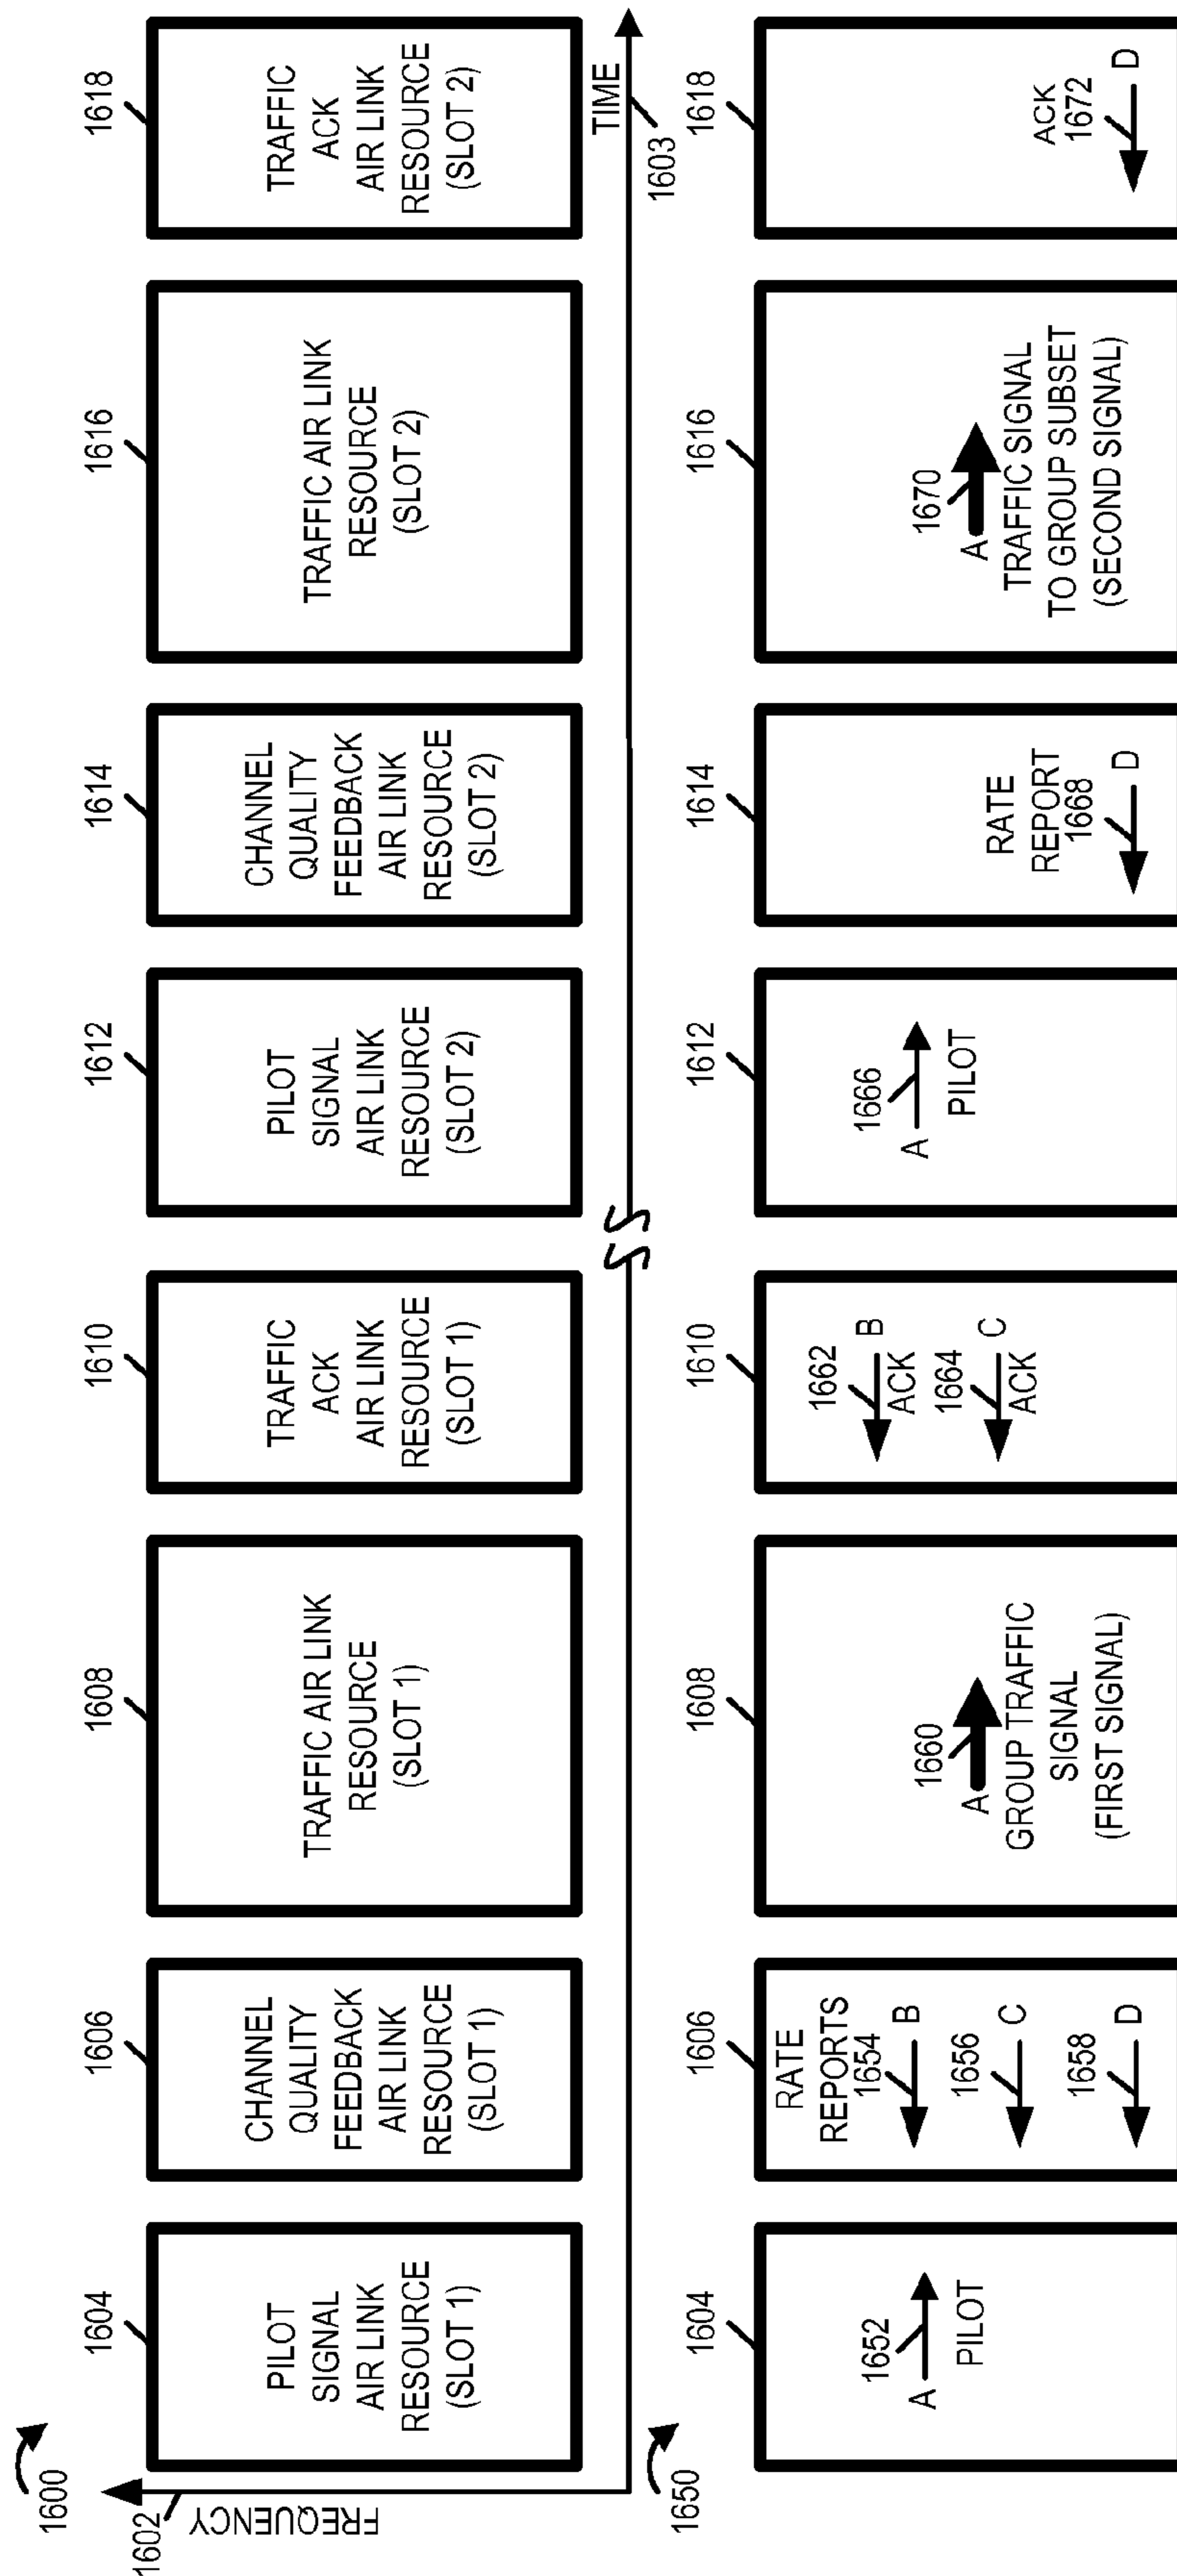 1600
1602
FREQUENCY
1604
PILOT
SIGNAL
AIR LINK
RESOURCE
(SLOT 1)
1606
CHANNEL
QUALITY
FEEDBACK
AIR LINK
RESOURCE
(SLOT 1)
1608
TRAFFIC AIR LINK
RESOURCE
(SLOT 1)
1610
TRAFFIC
ACK
AIR LINK
RESOURCE
(SLOT 1)
1612
PILOT
SIGNAL
AIR LINK
RESOURCE
(SLOT 2)
1614
CHANNEL
QUALITY
FEEDBACK
AIR LINK
RESOURCE
(SLOT 2)
1616
TRAFFIC AIR LINK
RESOURCE
(SLOT 2)
1618
TRAFFIC
ACK
AIR LINK
RESOURCE
(SLOT 2)
TIME
1603
1650
1604
1652
A
PILOT
1606
RATE
REPORTS
1654
B
1656
C
1658
D
1608
1660
A
GROUP TRAFFIC
SIGNAL
(FIRST SIGNAL)
1610
1662
B
ACK
1664
C
ACK
1612
1666
A
PILOT
1614
RATE
REPORT
1668
D
1616
1670
A
TRAFFIC SIGNAL
TO GROUP SUBSET
(SECOND SIGNAL)
1618
ACK
1672
D